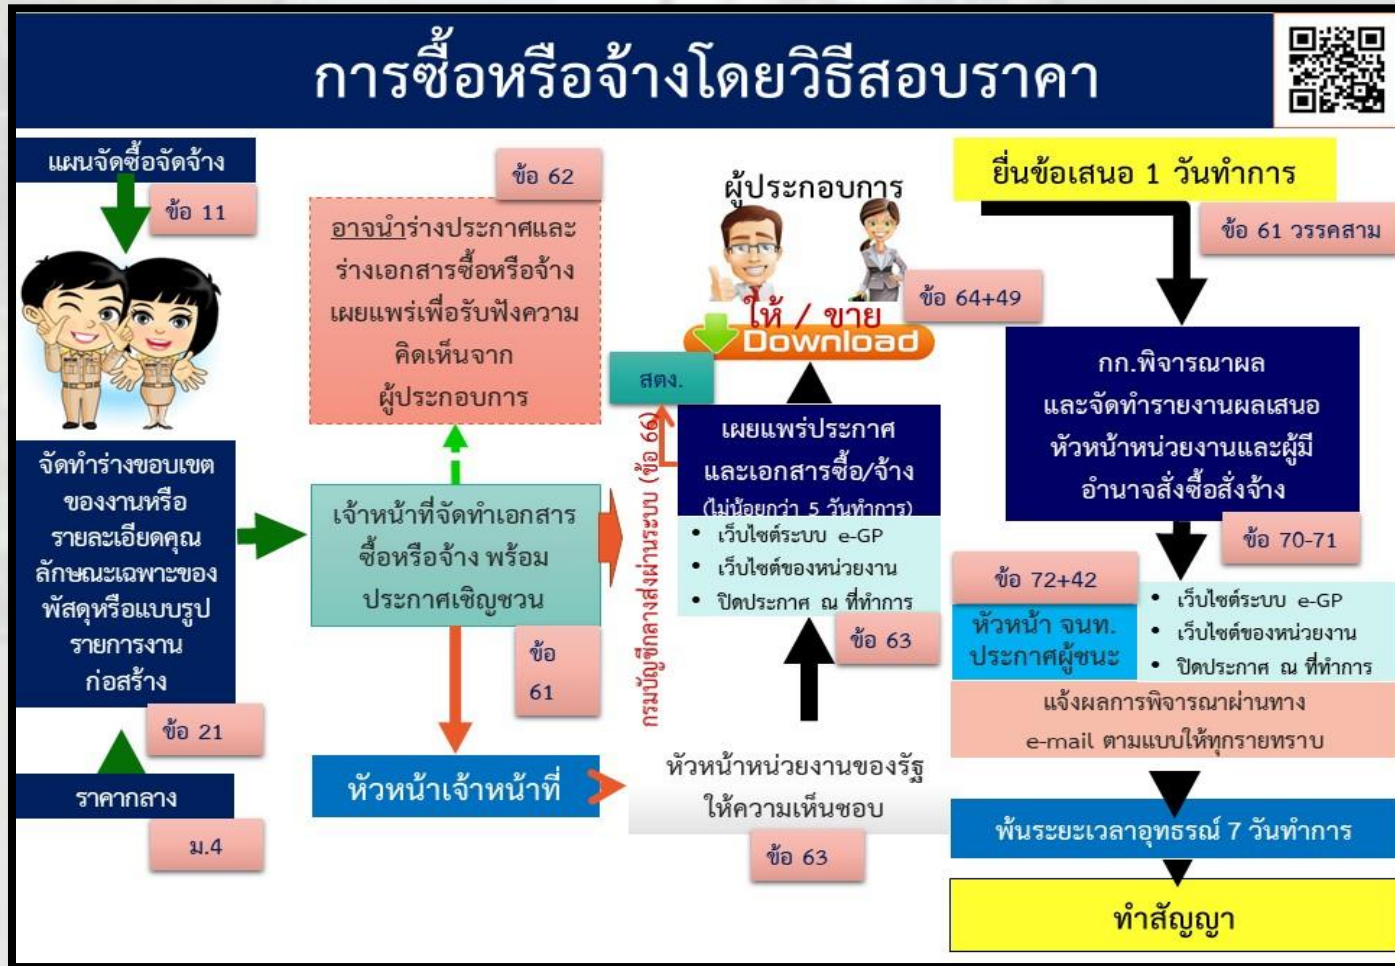 การซื้อหรือจ้างโดยวิธีสอบราคา
แผนจัดซื้อจัดจ้าง
ข้อ 11
จัดทำร่างขอบเขต
ของงานหรือ
รายละเอียดคุณ
ลักษณะเฉพาะของ
พัสดุหรือแบบรูป
รายการงาน
ก่อสร้าง
ข้อ 21
ราคากลาง
ม.4
ข้อ 62
อาจนำร่างประกาศและ
ร่างเอกสารซื้อหรือจ้าง
เผยแพร่เพื่อรับฟังความ
คิดเห็นจาก
ผู้ประกอบการ
เจ้าหน้าที่จัดทำเอกสาร
ซื้อหรือจ้าง พร้อม
ประกาศเชิญชวน
ข้อ
61
หัวหน้าเจ้าหน้าที่
สตง.
กรมบัญชีกลางส่งผ่านระบบ (ข้อ 66)
ผู้ประกอบการ
ข้อ 64+49
ให้ / ขาย
Download
เผยแพร่ประกาศ
และเอกสารซื้อ/จ้าง
(ไม่น้อยกว่า 5 วันทำการ)
• เว็บไซต์ระบบ e-GP
• เว็บไซต์ของหน่วยงาน
• ปิดประกาศ ณ ที่ทำการ
ข้อ 63
หัวหน้าหน่วยงานของรัฐ
ให้ความเห็นชอบ
ข้อ 63
ยื่นข้อเสนอ 1 วันทำการ
ข้อ 61 วรรคสาม
กก.พิจารณาผล
และจัดทำรายงานผลเสนอ
หัวหน้าหน่วยงานและผู้มี
อำนาจสั่งซื้อสั่งจ้าง
ข้อ 70-71
ข้อ 72+42
หัวหน้า จนท.
ประกาศผู้ชนะ
• เว็บไซต์ระบบ e-GP
• เว็บไซต์ของหน่วยงาน
• ปิดประกาศ ณ ที่ทำการ
แจ้งผลการพิจารณาผ่านทาง
e-mail ตามแบบให้ทุกรายทราบ
พ้นระยะเวลาอุทธรณ์ 7 วันทำการ
ทำสัญญา